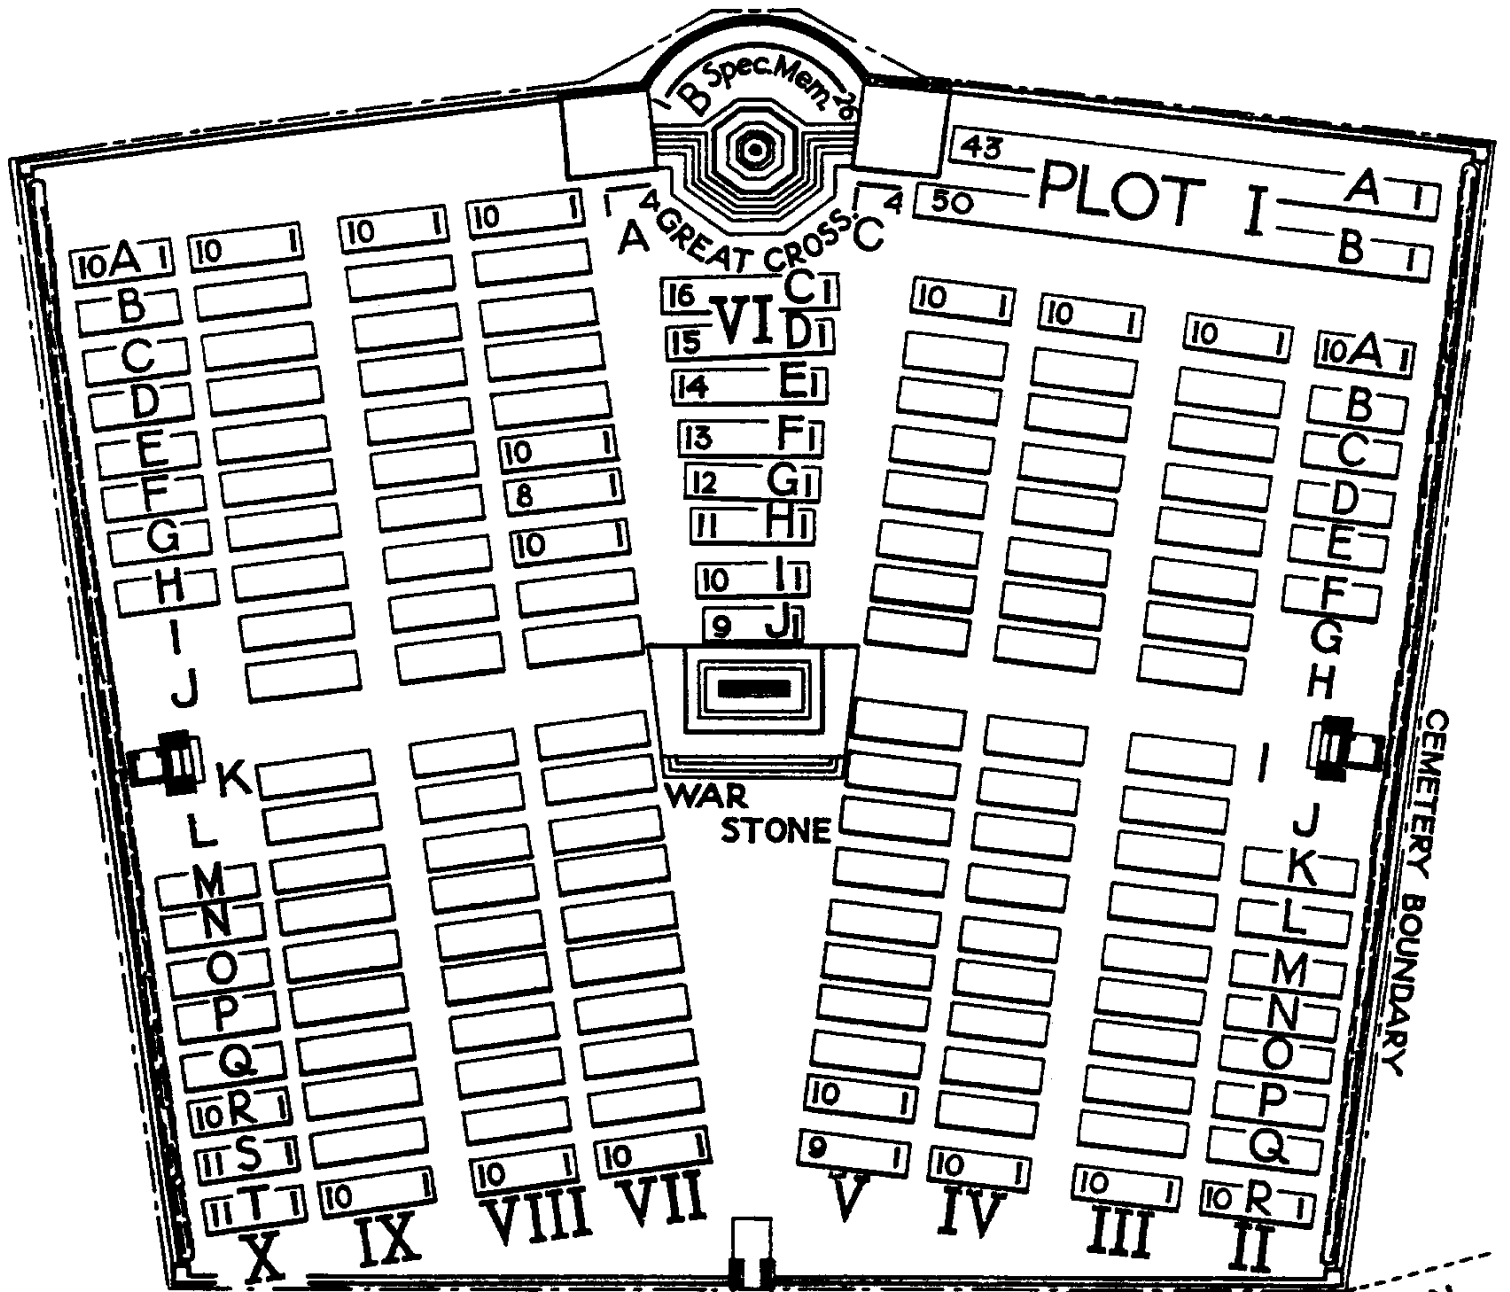 B Spec. Mem.
1 26
43 A 1
PLOT I
50 B 1
1 4
A
GREAT CROSS.
1 4
C
10 A 1
10 1
10 1
10 1
B
C
D
E
F
G
H
I
J
K
L
M
N
O
P
Q
10 R 1
11 S 1
11 T 1
10 1
8 1
10 1
16 C 1
VI
15 D 1
14 E 1
13 F 1
12 G 1
11 H 1
10 I 1
9 J 1
WAR
STONE
10 1
10 1
10 1
10 A 1
B
C
D
E
F
G
H
I
J
K
L
M
N
O
P
Q
10 R 1
CEMETERY BOUNDARY
10 1
10 1
10 1
10 1
9 1
10 1
10 1
X
IX
VIII
VII
V
IV
III
II